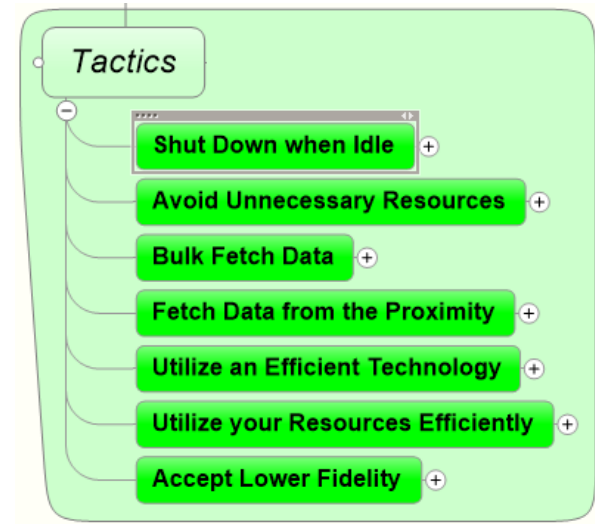 Tactics
Shut Down when Idle
Avoid Unnecessary Resources
Bulk Fetch Data
Fetch Data from the Proximity
Utilize an Efficient Technology
Utilize your Resources Efficiently
Accept Lower Fidelity